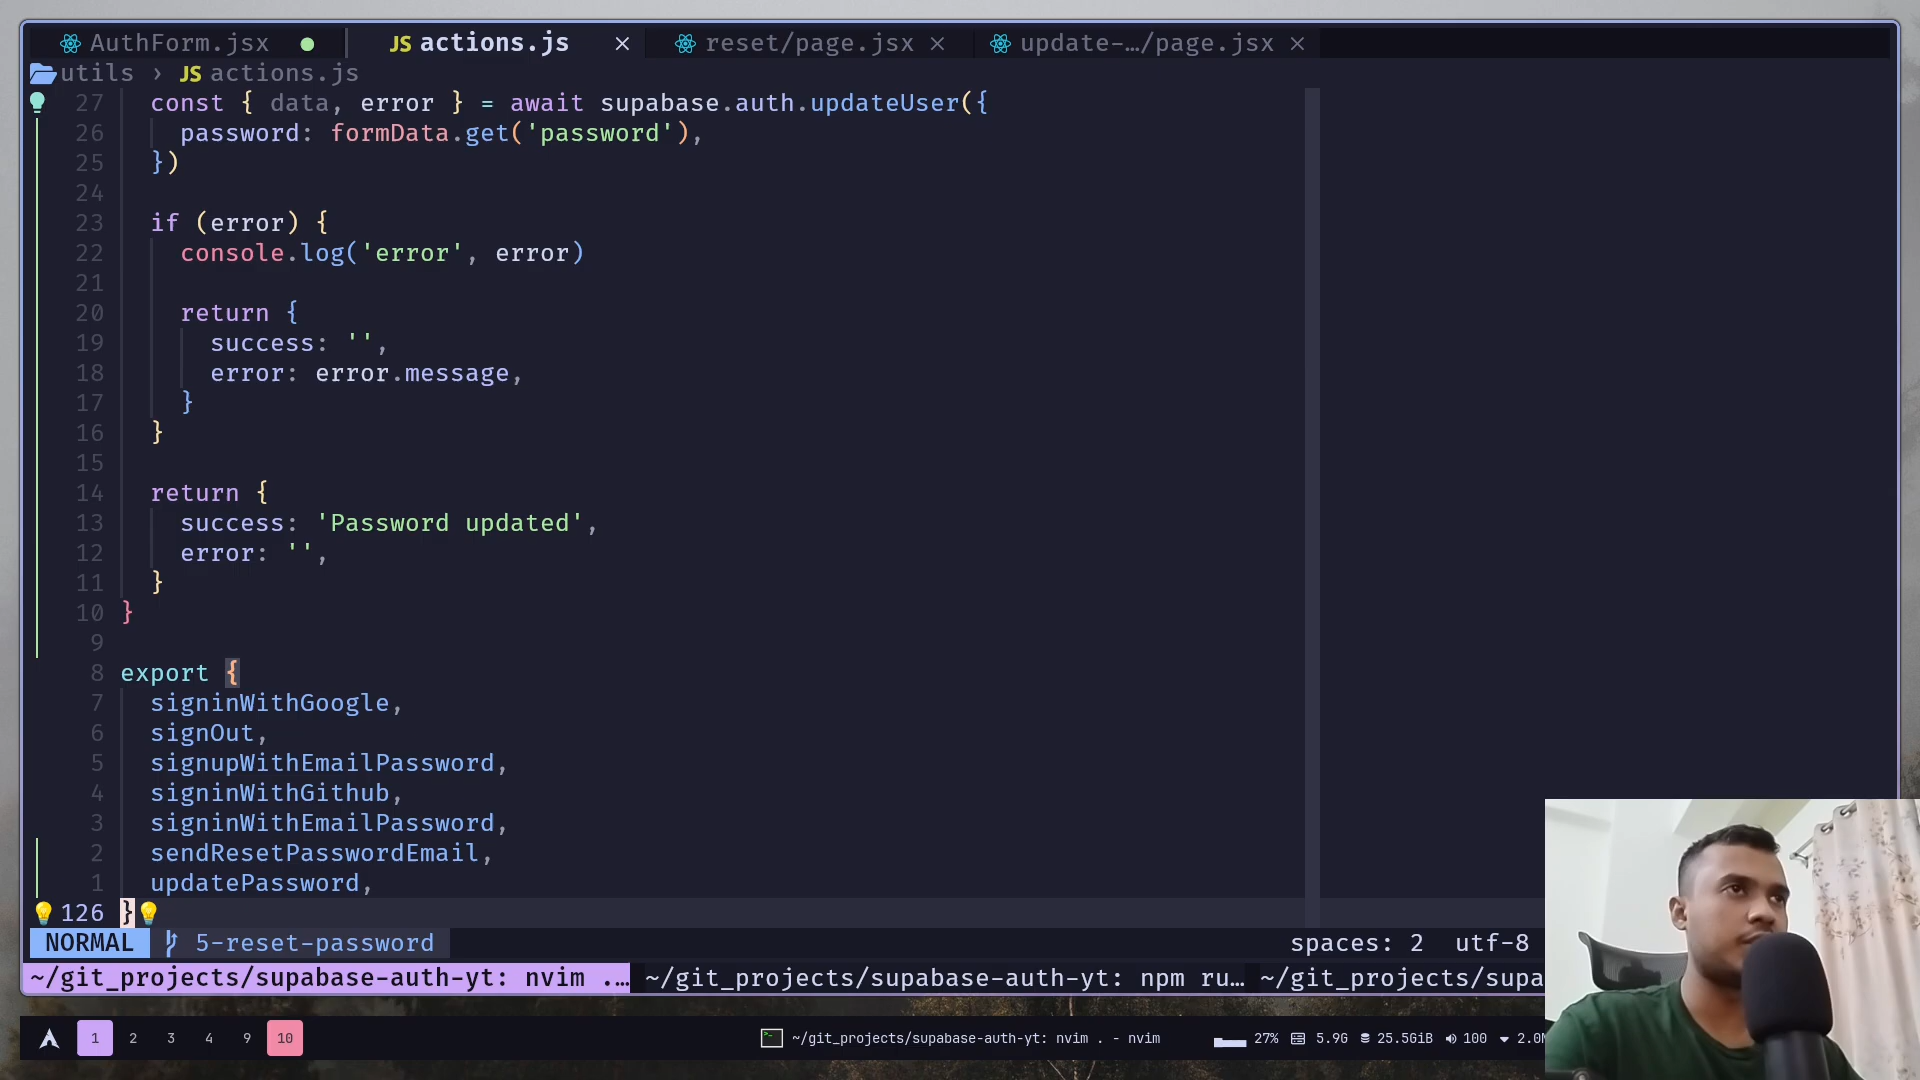 AuthForm.jsx ● JS actions.js × reset/page.jsx × update-…/page.jsx ×
utils › JS actions.js
27 const { data, error } = await supabase.auth.updateUser({
26 password: formData.get('password'),
25 })
24
23 if (error) {
22 console.log('error', error)
21
20 return {
19 success: '',
18 error: error.message,
17 }
16 }
15
14 return {
13 success: 'Password updated',
12 error: '',
11 }
10 }
9
8 export {
7 signinWithGoogle,
6 signOut,
5 signupWithEmailPassword,
4 signinWithGithub,
3 signinWithEmailPassword,
2 sendResetPasswordEmail,
1 updatePassword,
126 }
NORMAL 5-reset-password spaces: 2 utf-8
~/git_projects/supabase-auth-yt: nvim .… ~/git_projects/supabase-auth-yt: npm ru… ~/git_projects/supa
1 2 3 4 9 10 ~/git_projects/supabase-auth-yt: nvim . - nvim 27% 5.9G 25.5GiB 100 2.0